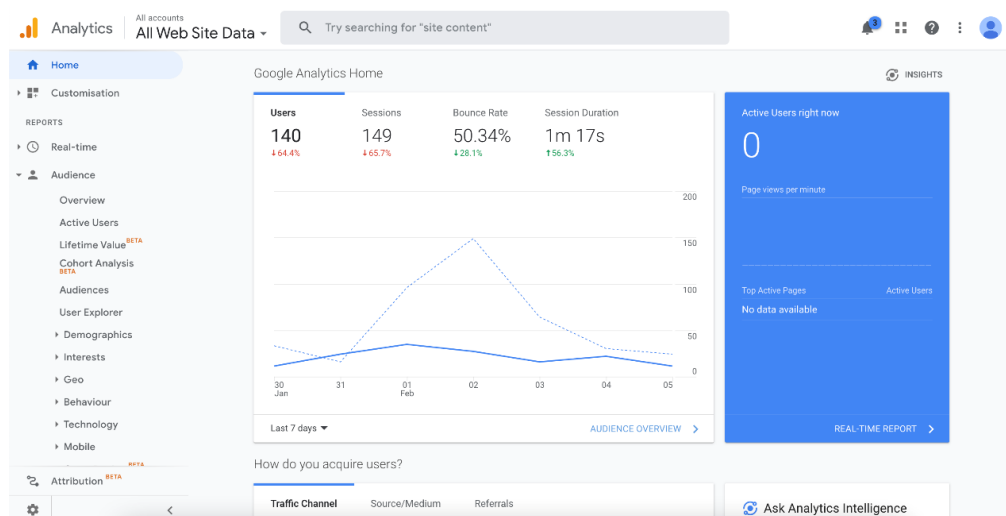 Analytics
All accounts
All Web Site Data
Try searching for "site content"
3
Home
Customisation
REPORTS
Real-time
Audience
Overview
Active Users
Lifetime Value BETA
Cohort Analysis
BETA
Audiences
User Explorer
Demographics
Interests
Geo
Behaviour
Technology
Mobile
BETA
Attribution BETA
Google Analytics Home
INSIGHTS
Users Sessions Bounce Rate Session Duration
140 149 50.34% 1m 17s
↓64.4% ↓65.7% ↓28.1% ↑56.3%
200
150
100
50
0
30 31 01 02 03 04 05
Jan Feb
Last 7 days
AUDIENCE OVERVIEW
Active Users right now
0
Page views per minute
Top Active Pages Active Users
No data available
REAL-TIME REPORT
How do you acquire users?
Traffic Channel Source/Medium Referrals
Ask Analytics Intelligence